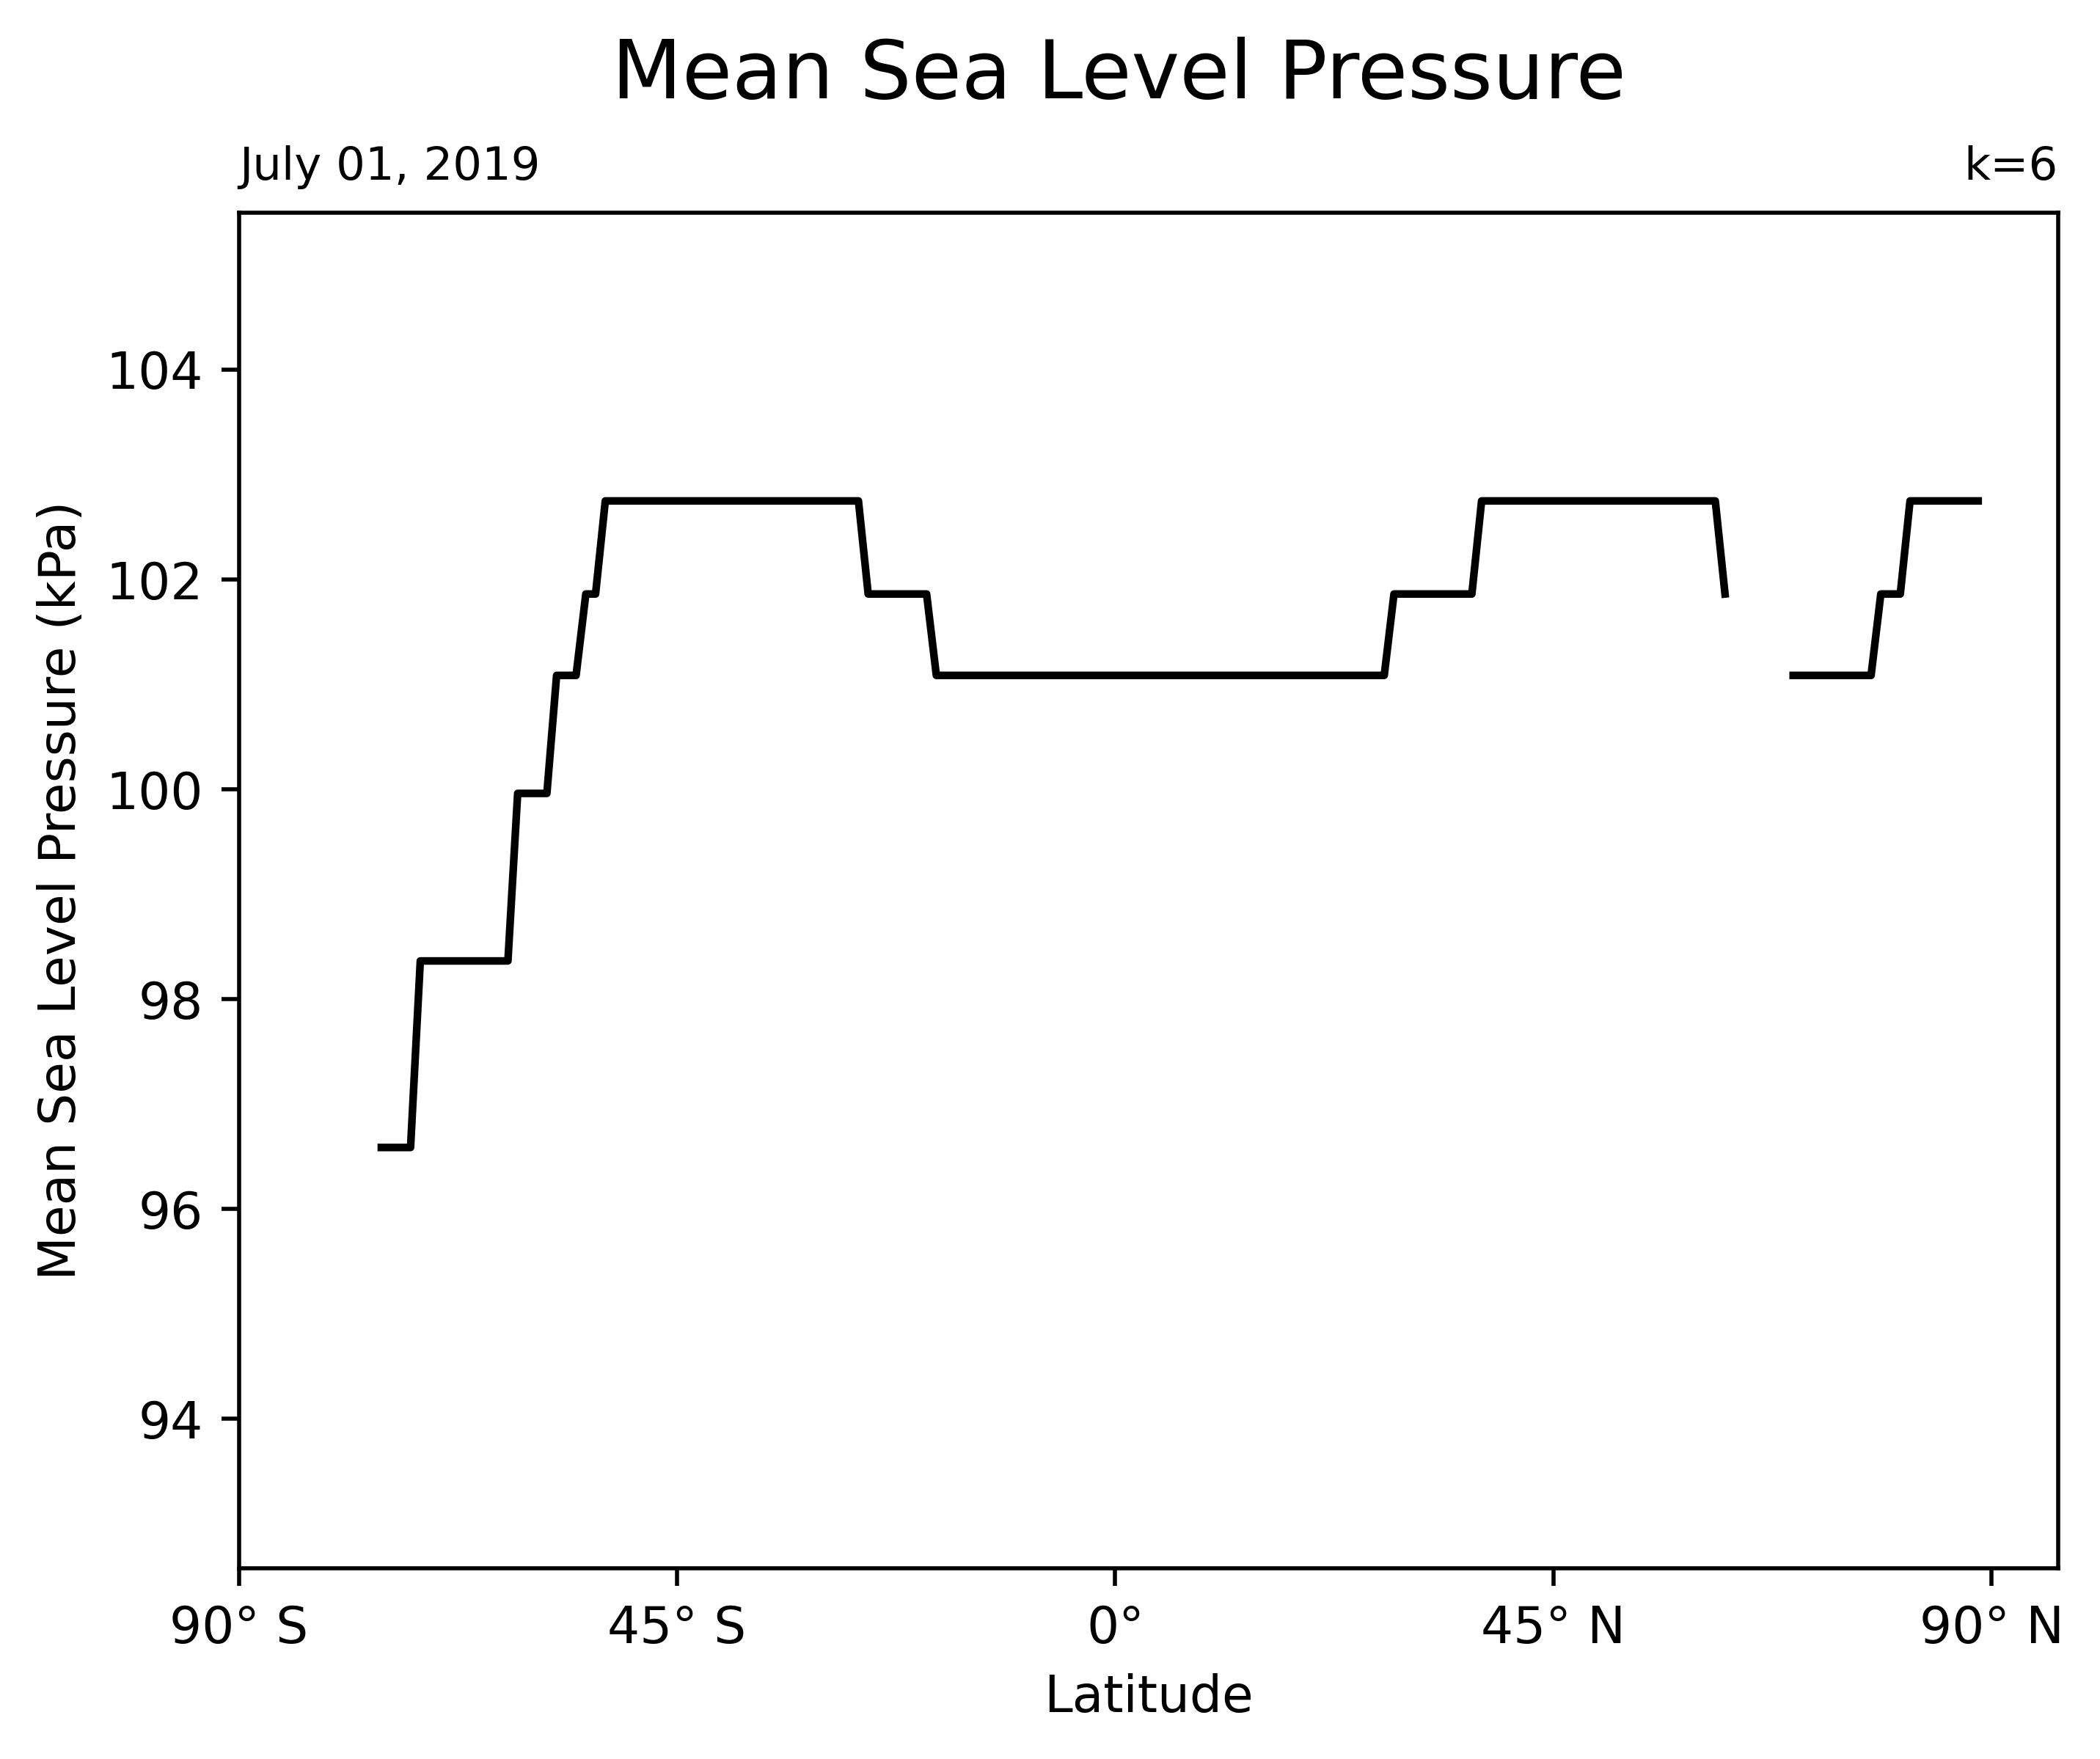 Mean Sea Level Pressure
July 01, 2019
k=6
Mean Sea Level Pressure (kPa)
104
102
100
98
96
94
90° S
45° S
0°
45° N
90° N
Latitude